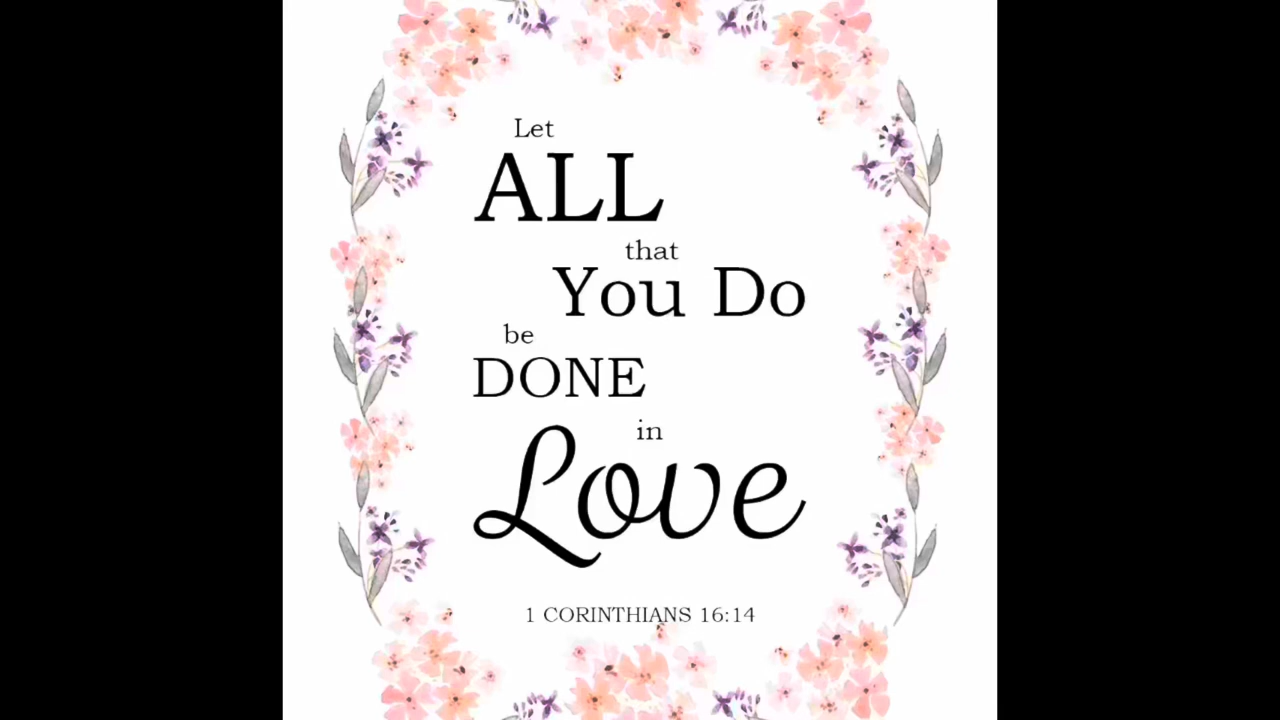 Let
ALL
that
You Do
be
DONE
in
Love
1 CORINTHIANS 16:14